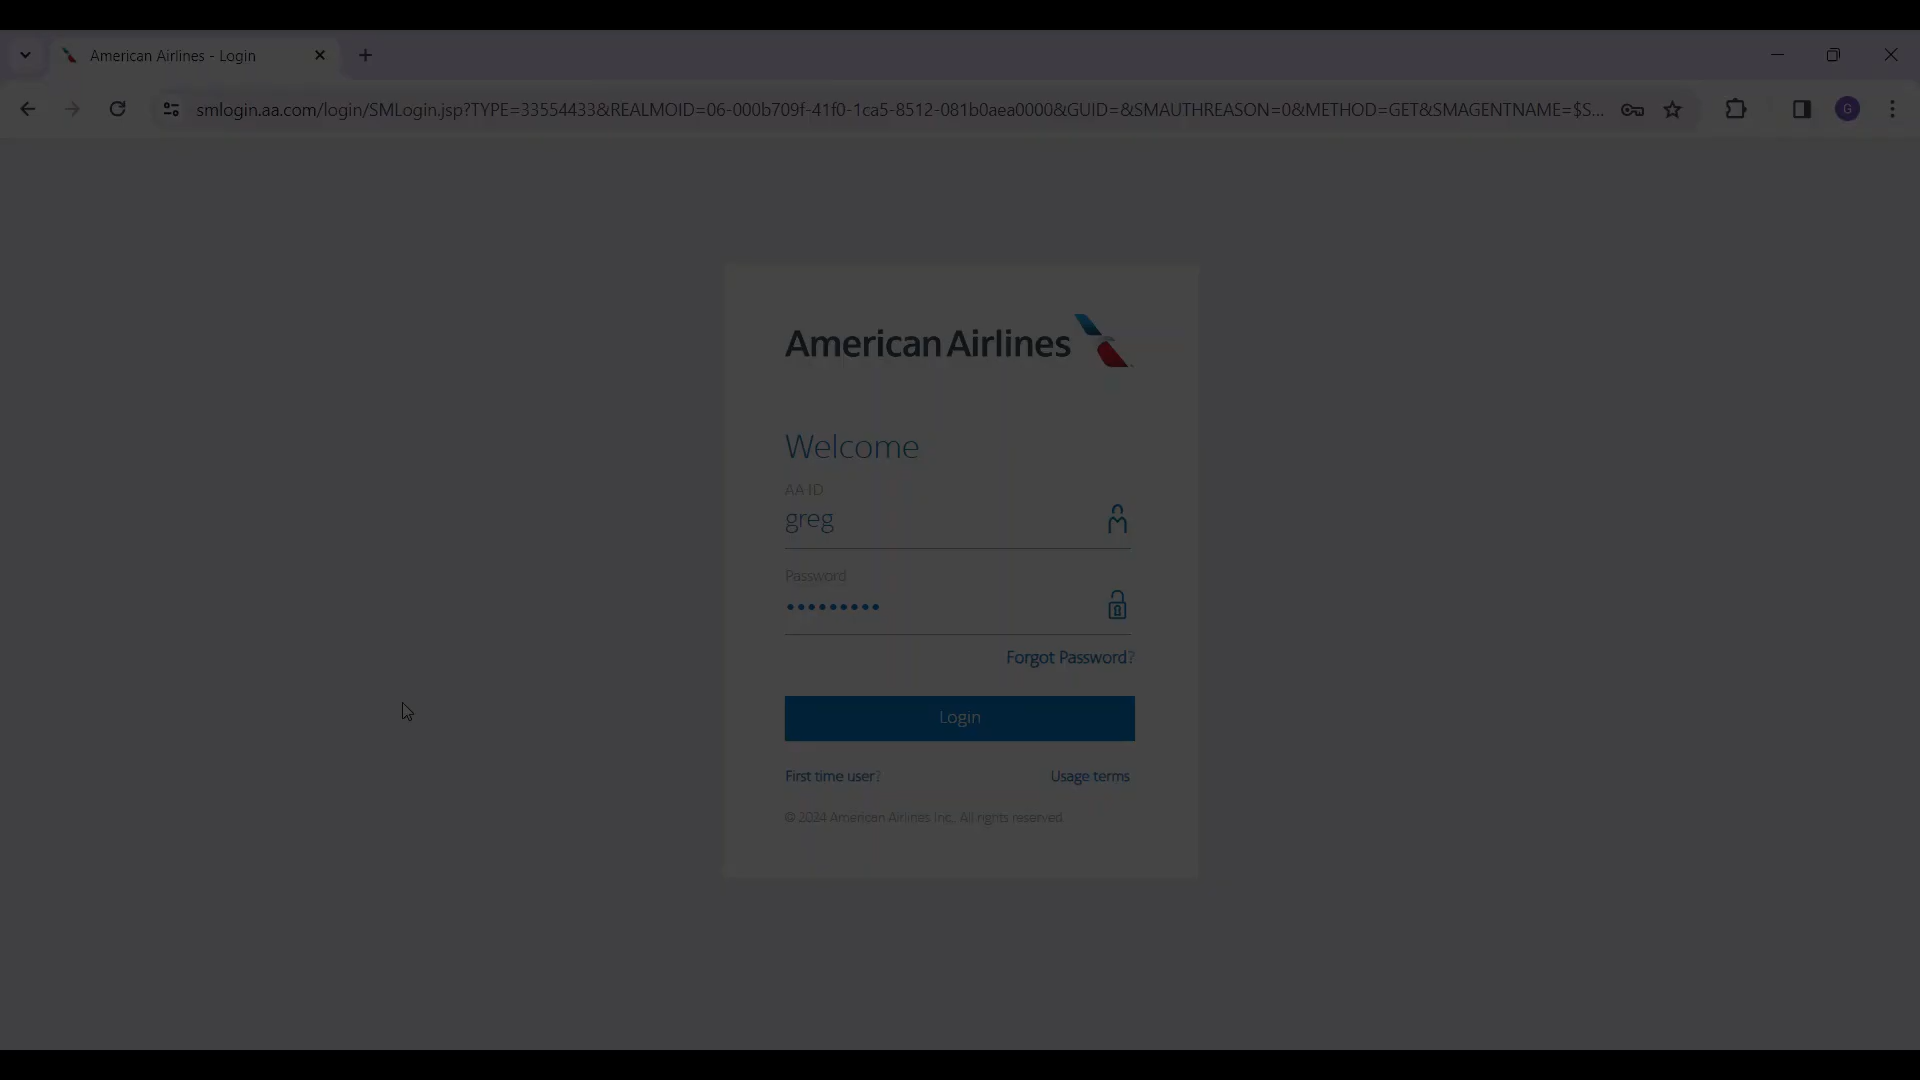 American Airlines - Login
smlogin.aa.com/login/SMLogin.jsp?TYPE=33554433&REALMOID=06-000b709f-41f0-1ca5-8512-081b0aea0000&GUID=&SMAUTHREASON=0&METHOD=GET&SMAGENTNAME=$S...
G
American Airlines
Welcome
AA ID
greg
Password
•••••••••
Forgot Password?
Login
First time user? Usage terms
© 2024 American Airlines Inc., All rights reserved